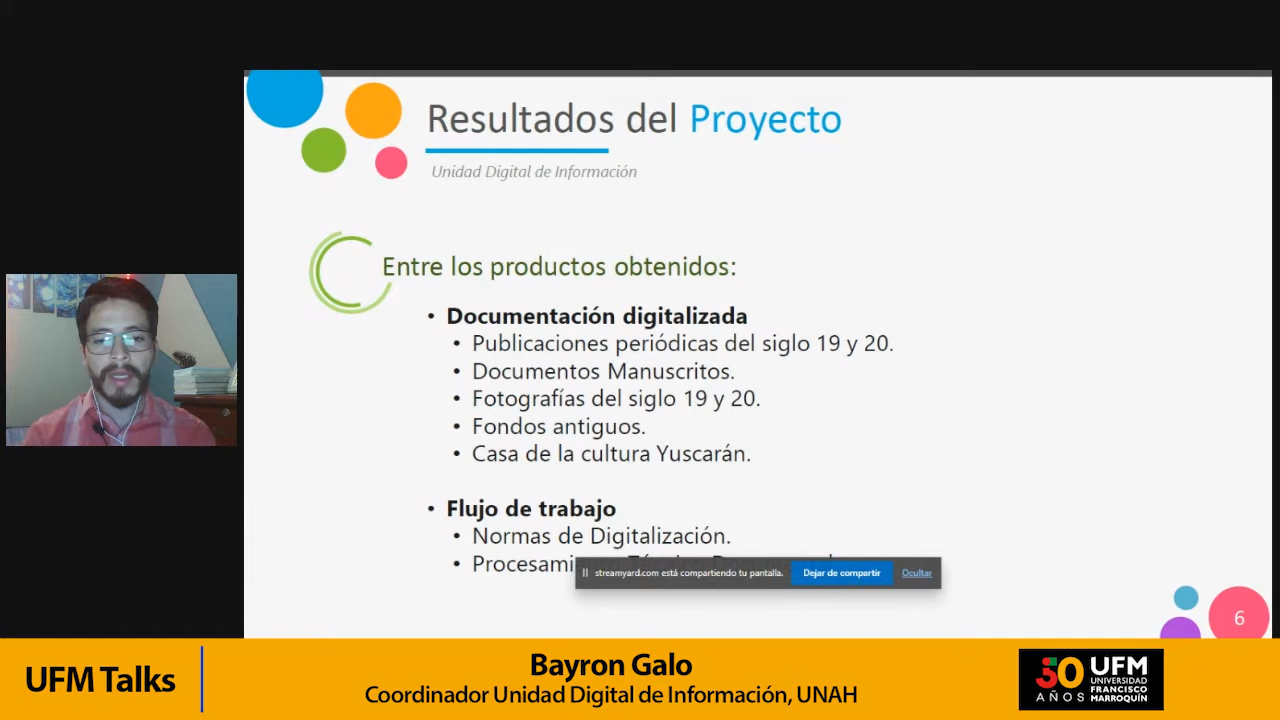 Resultados del Proyecto
Unidad Digital de Información
Entre los productos obtenidos:
• Documentación digitalizada
• Publicaciones periódicas del siglo 19 y 20.
• Documentos Manuscritos.
• Fotografías del siglo 19 y 20.
• Fondos antiguos.
• Casa de la cultura Yuscarán.
• Flujo de trabajo
• Normas de Digitalización.
• Procesami
streamyard.com está compartiendo tu pantalla. Dejar de compartir Ocultar
6
UFM Talks
Bayron Galo
Coordinador Unidad Digital de Información, UNAH
50 AÑOS
UFM
UNIVERSIDAD
FRANCISCO
MARROQUÍN